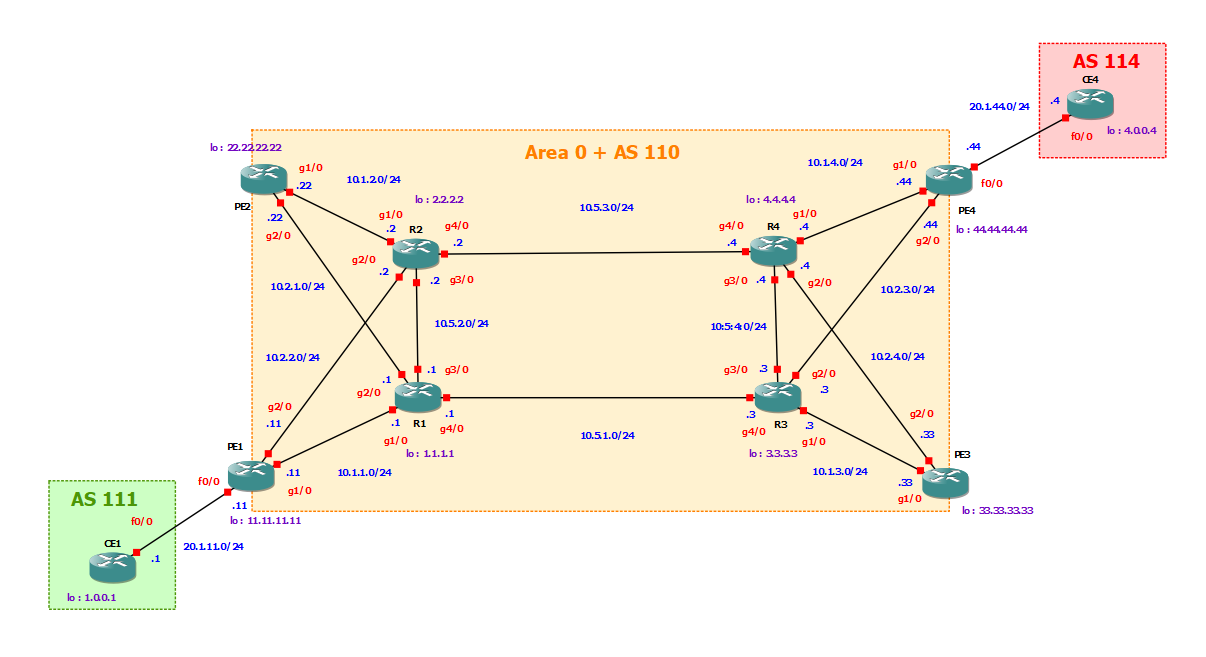 AS 114
CE4
20.1.44.0/24
.4
f0/0
lo : 4.0.0.4
.44
f0/0
lo : 22.22.22.22
Area 0 + AS 110
10.1.4.0/24
g1/0
.44
g1/0
.22
10.1.2.0/24
PE2
.22
g2/0
lo : 2.2.2.2
g1/0
.2
R2
g4/0
.2
10.5.3.0/24
lo : 4.4.4.4
g1/0
.4
R4
g4/0
.4
PE4
.44
g2/0
lo : 44.44.44.44
g2/0
.2
.2
g3/0
g3/0
.4
.4
g2/0
10.2.1.0/24
10.2.3.0/24
10.5.2.0/24
10:5:4:0/24
10.2.2.0/24
10.2.4.0/24
.1
.1
g3/0
g2/0
g3/0
.3
g2/0
.3
.1
R1
.1
g4/0
g1/0
lo : 1.1.1.1
10.5.1.0/24
.3
g4/0
R3
.3
g1/0
lo : 3.3.3.3
g2/0
.11
g2/0
.33
PE1
PE3
f0/0
.11
g1/0
10.1.1.0/24
10.1.3.0/24
.33
g1/0
.11
lo : 11.11.11.11
lo : 33.33.33.33
AS 111
f0/0
CE1
.1
20.1.11.0/24
lo : 1.0.0.1